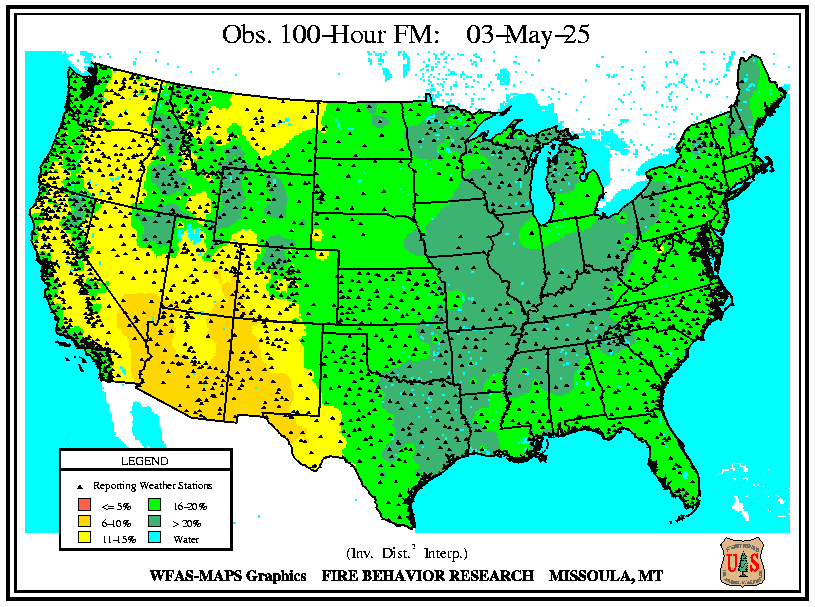 Obs. 100-Hour FM: 03-May-25
LEGEND
Reporting Weather Stations
<= 5%
16-20%
6-10%
> 20%
11-15%
Water
(Inv. Dist.² Interp.)
WFAS-MAPS Graphics FIRE BEHAVIOR RESEARCH MISSOULA, MT
UAS